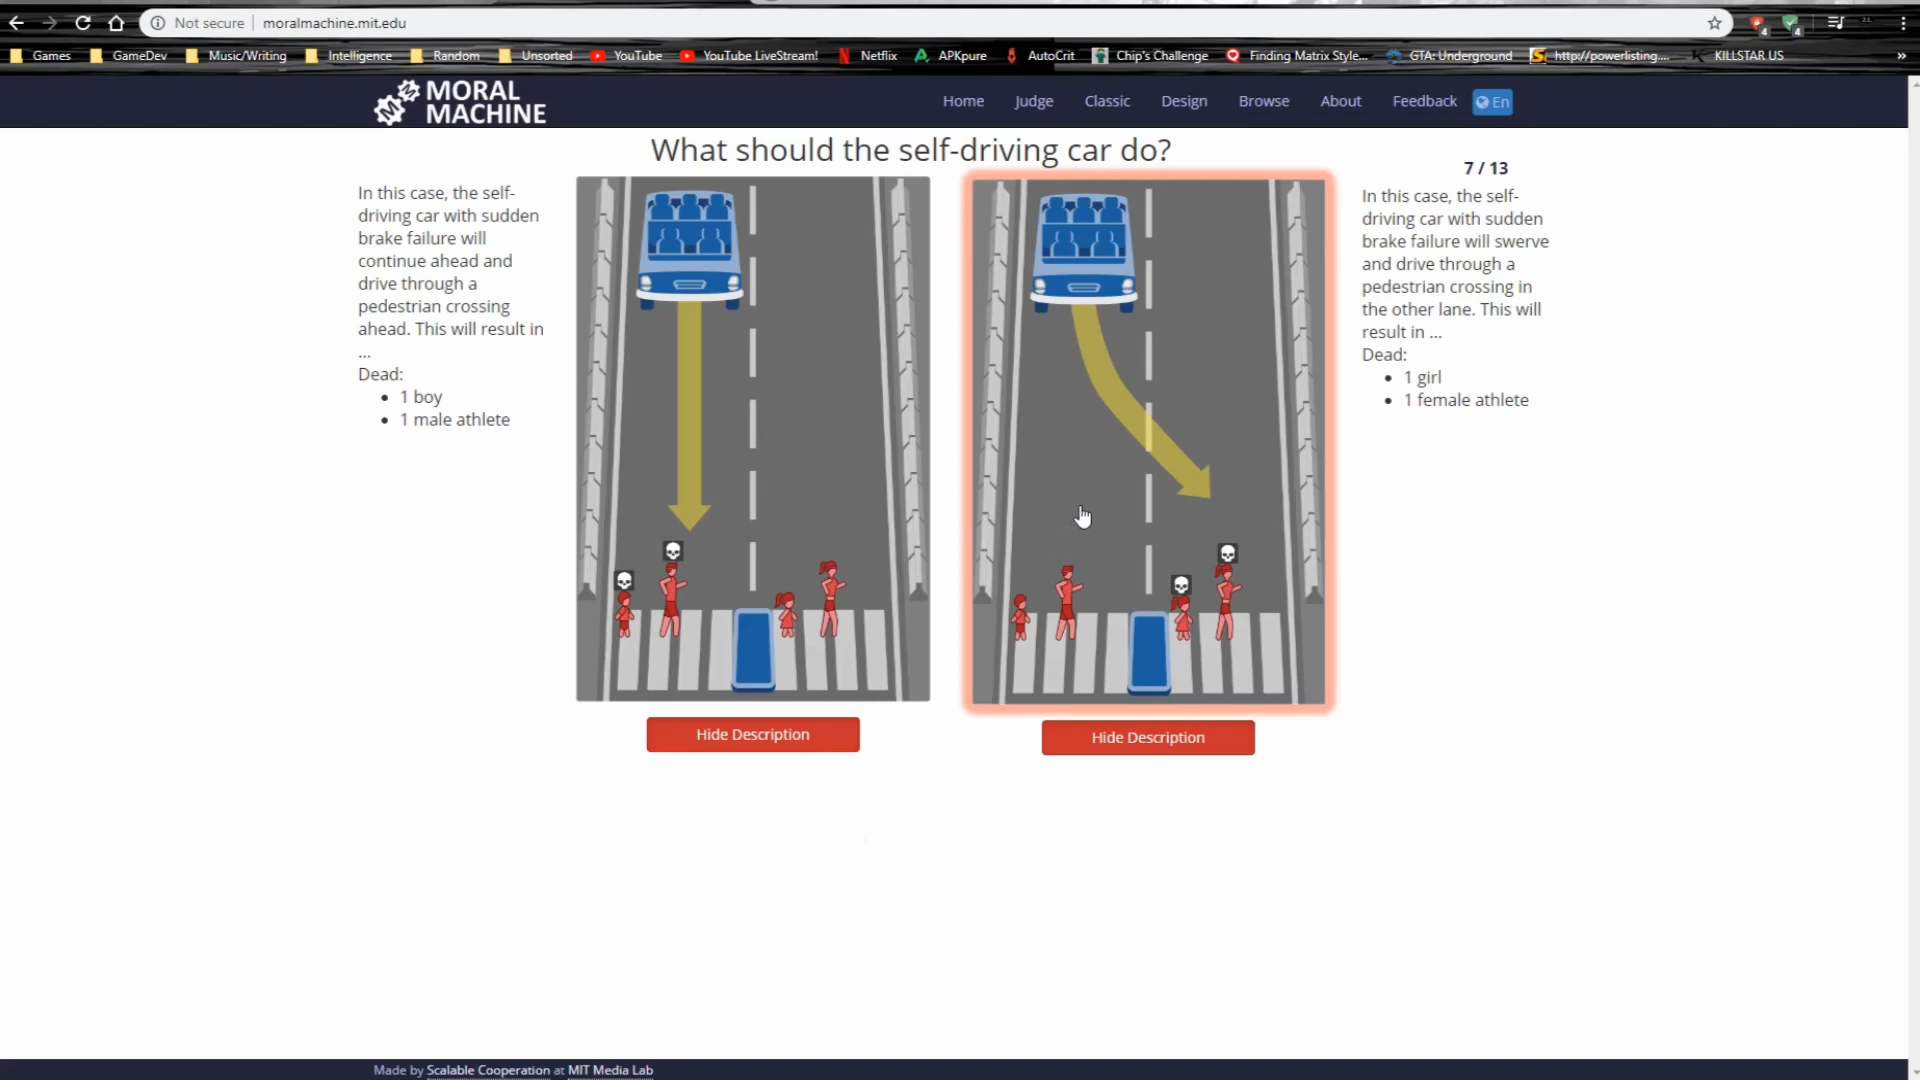 Not secure
moralmachine.mit.edu
4
4
Games
GameDev
Music/Writing
Intelligence
Random
Unsorted
YouTube
YouTube LiveStream!
Netflix
APKpure
AutoCrit
Chip's Challenge
Finding Matrix Style...
GTA: Underground
http://powerlisting....
KILLSTAR US
»
MORAL
MACHINE
Home
Judge
Classic
Design
Browse
About
Feedback
En
What should the self-driving car do?
7 / 13
In this case, the self-
driving car with sudden
brake failure will
continue ahead and
drive through a
pedestrian crossing
ahead. This will result in
...
Dead:
• 1 boy
• 1 male athlete
In this case, the self-
driving car with sudden
brake failure will swerve
and drive through a
pedestrian crossing in
the other lane. This will
result in ...
Dead:
• 1 girl
• 1 female athlete
Hide Description
Hide Description
Made by Scalable Cooperation at MIT Media Lab